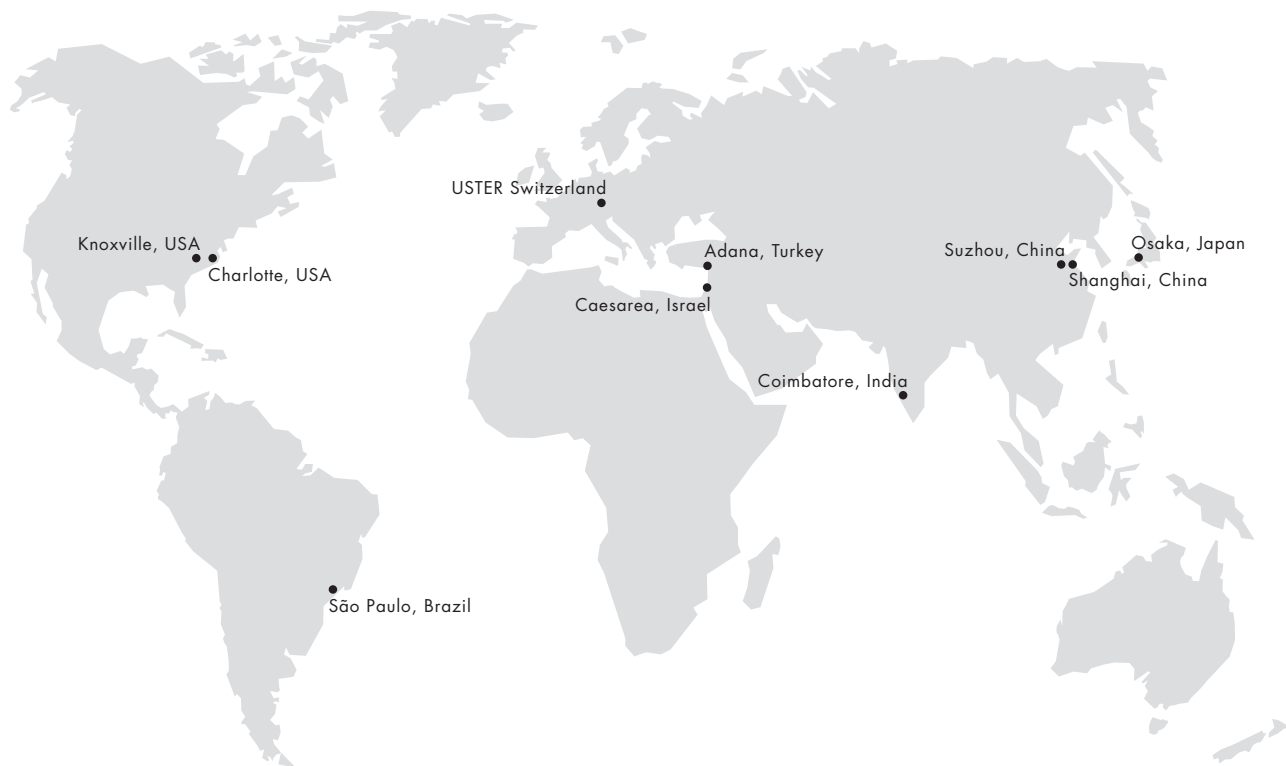 USTER Switzerland
Knoxville, USA
Charlotte, USA
Adana, Turkey
Caesarea, Israel
Suzhou, China
Osaka, Japan
Shanghai, China
Coimbatore, India
São Paulo, Brazil